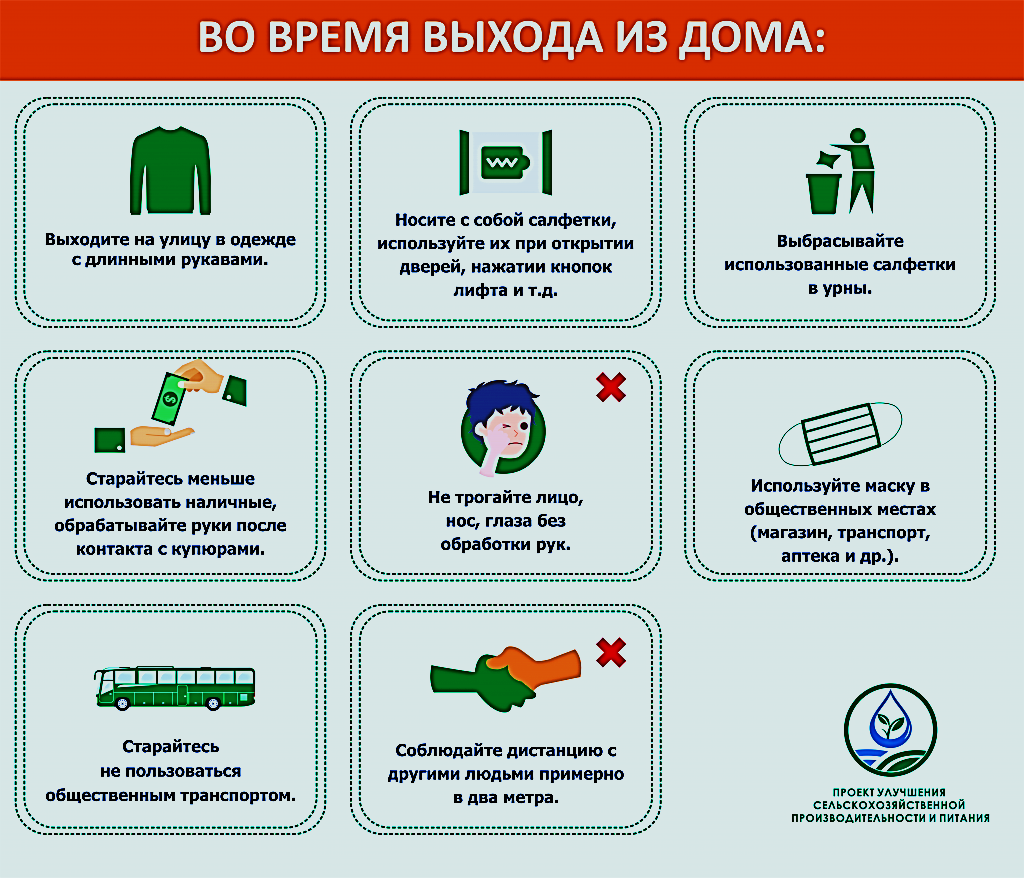 ВО ВРЕМЯ ВЫХОДА ИЗ ДОМА:
Выходите на улицу в одежде
с длинными рукавами.
Носите с собой салфетки,
используйте их при открытии
дверей, нажатии кнопок
лифта и т.д.
Выбрасывайте
использованные салфетки
в урны.
Старайтесь меньше
использовать наличные,
обрабатывайте руки после
контакта с купюрами.
Не трогайте лицо,
нос, глаза без
обработки рук.
Используйте маску в
общественных местах
(магазин, транспорт,
аптека и др.).
Старайтесь
не пользоваться
общественным транспортом.
Соблюдайте дистанцию с
другими людьми примерно
в два метра.
ПРОЕКТ УЛУЧШЕНИЯ
СЕЛЬСКОХОЗЯЙСТВЕННОЙ
ПРОИЗВОДИТЕЛЬНОСТИ И ПИТАНИЯ